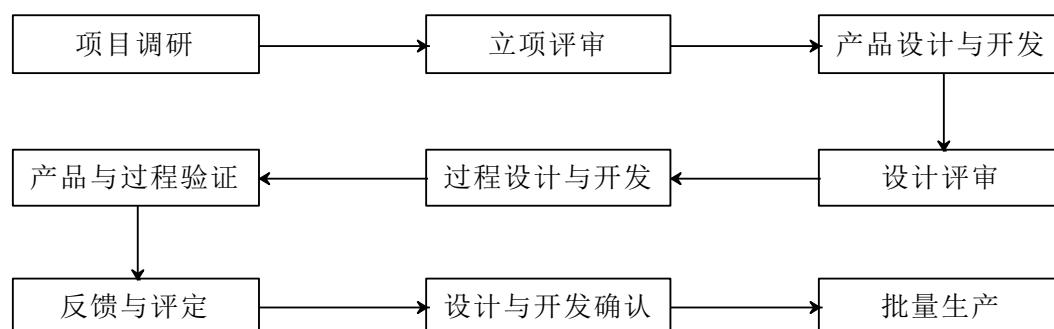 项目调研
立项评审
产品设计与开发
设计评审
过程设计与开发
产品与过程验证
反馈与评定
设计与开发确认
批量生产